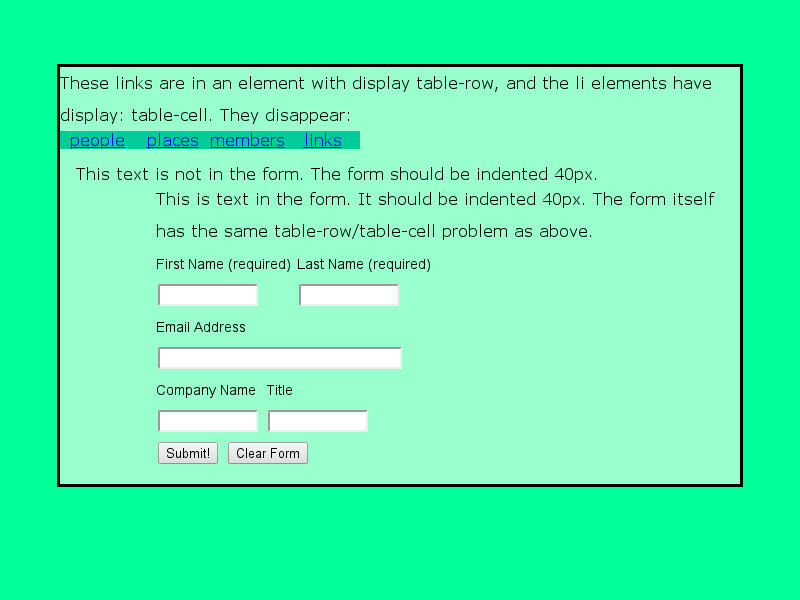 These links are in an element with display table-row, and the li elements have
display: table-cell. They disappear:
people places members links
This text is not in the form. The form should be indented 40px.
This is text in the form. It should be indented 40px. The form itself
has the same table-row/table-cell problem as above.
First Name (required) Last Name (required)
Email Address
Company Name Title
Submit! Clear Form